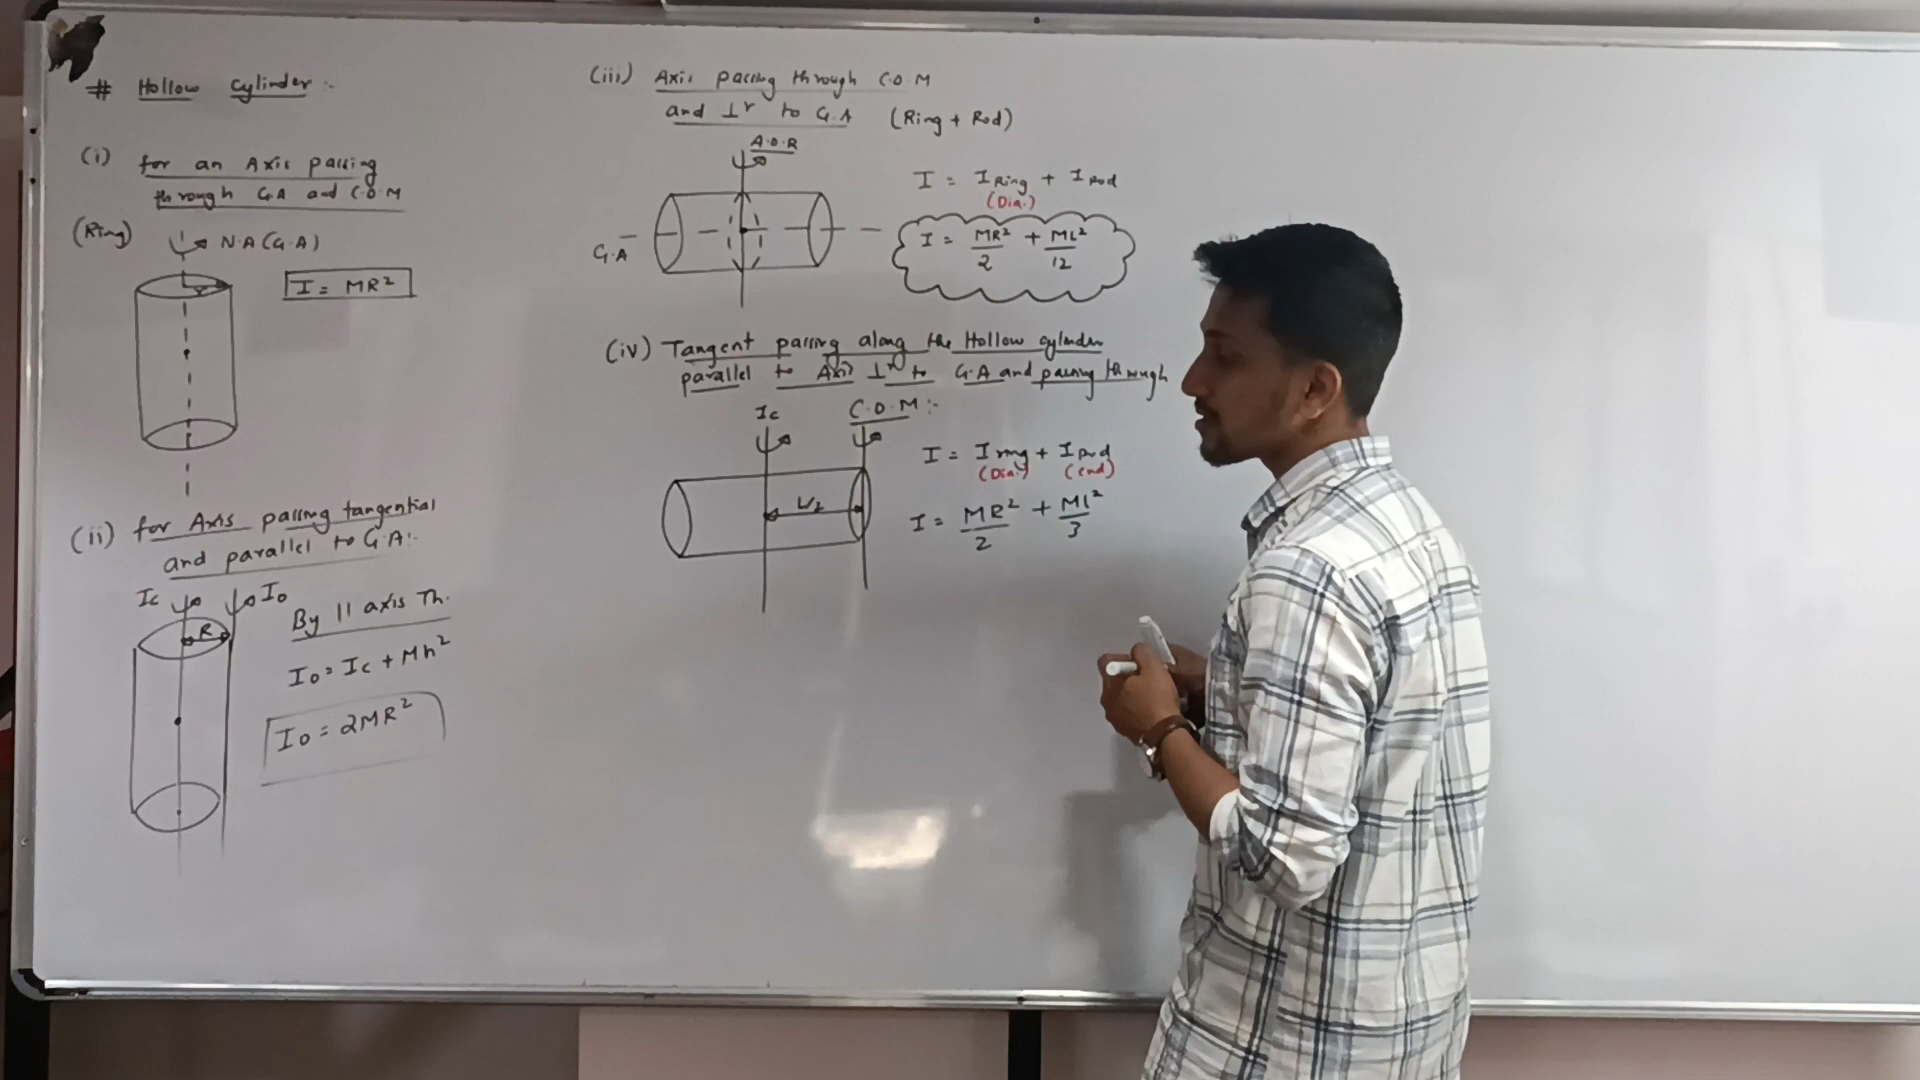 # Hollow Cylinder :-
(i) for an Axis passing
through G.A and C.O.M
(Ring)
N.A (G.A)
r
I = MR²
(ii) for Axis passing tangential
and parallel to G.A:-
Ic
Io
R
By || axis Th.
Io = Ic + Mh²
Io = 2MR²
(iii) Axis passing through C.O.M
and ⊥r to G.A (Ring + Rod)
A.O.R
G.A
I = I Ring + I Rod
(Dia.)
I = MR²/2 + ML²/12
(iv) Tangent passing along the Hollow cylinder
parallel to Axis ⊥r to G.A and passing through
C.O.M :-
Ic
L/2
I = I ring + I Rod
(Dia.) (end)
I = MR²/2 + ML²/3